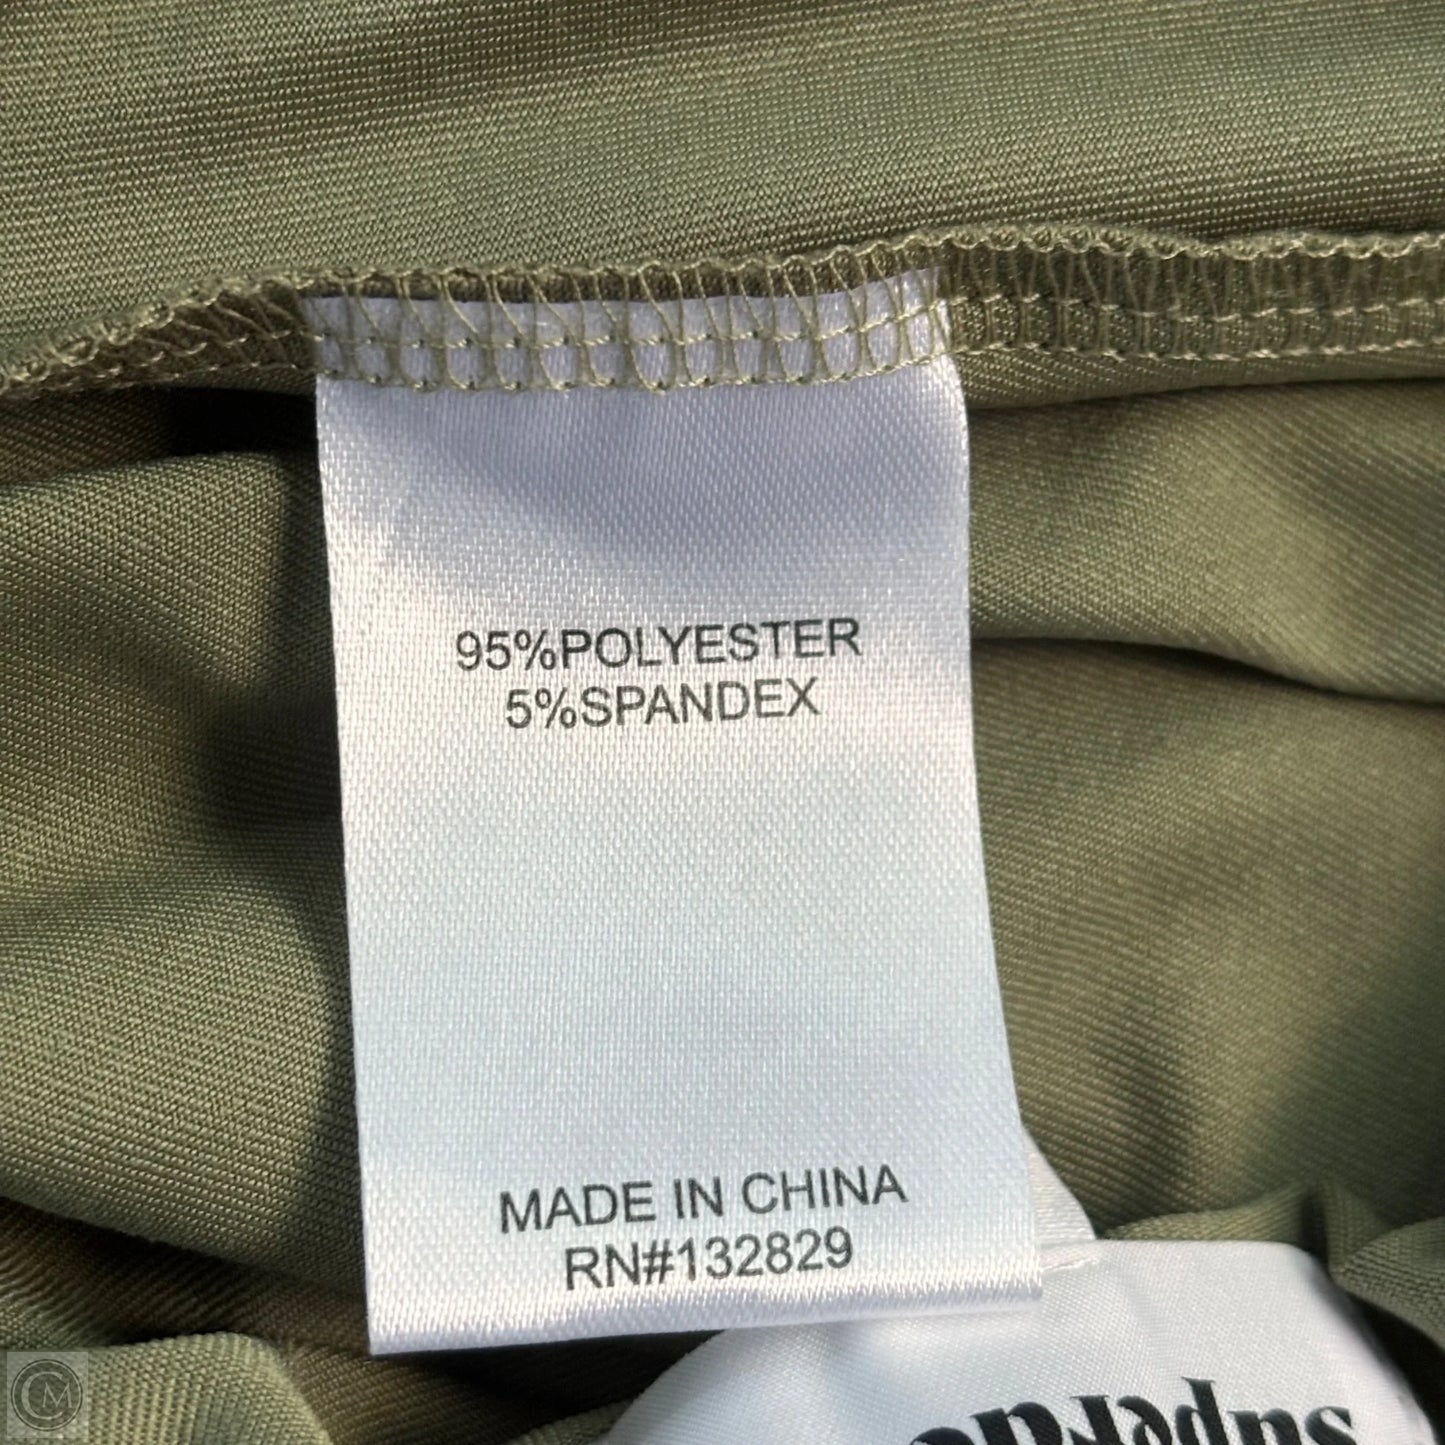 95%POLYESTER
5%SPANDEX
MADE IN CHINA
RN#132829